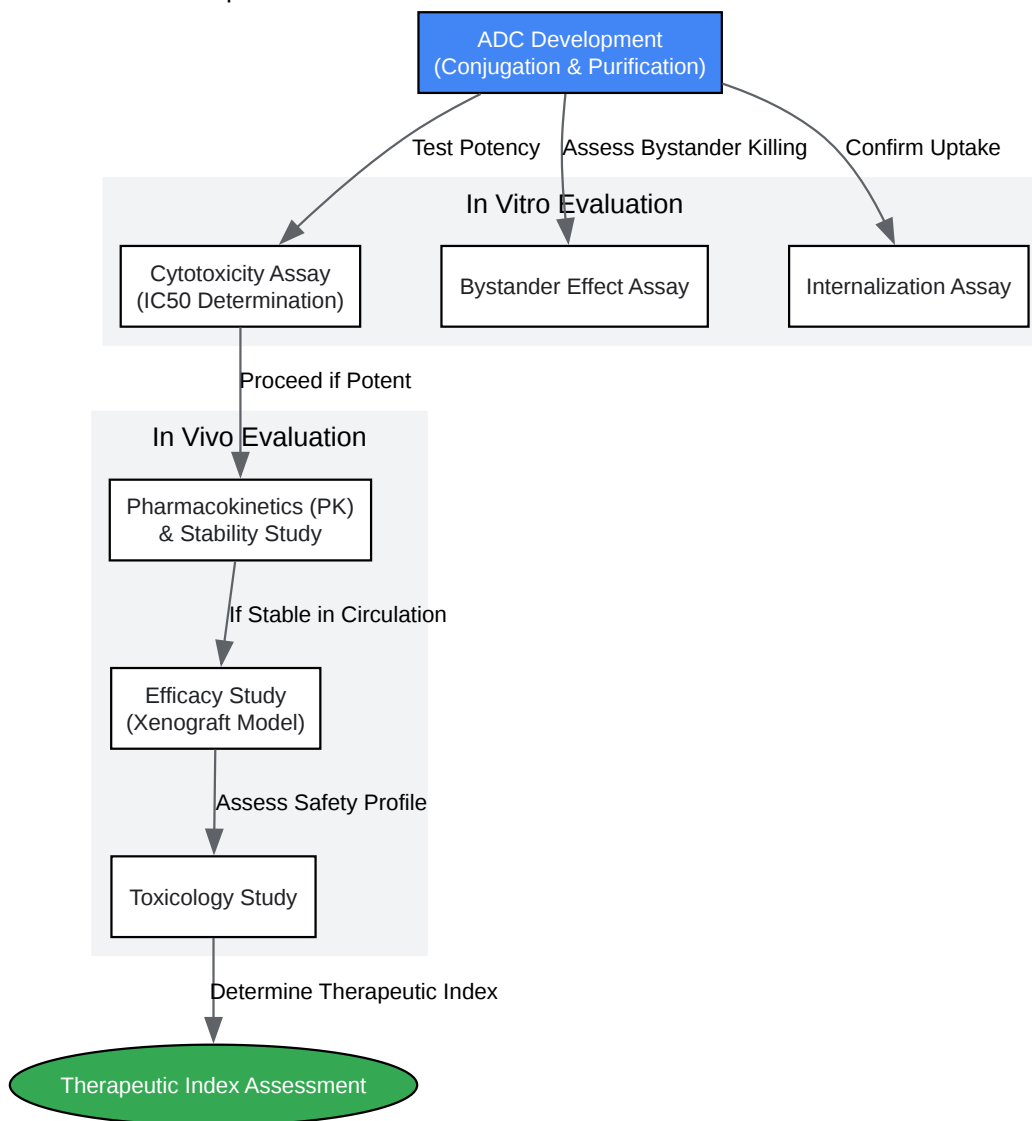 ADC Development
(Conjugation & Purification)
Test Potency
Assess Bystander Killing
Confirm Uptake
In Vitro Evaluation
Cytotoxicity Assay
(IC50 Determination)
Bystander Effect Assay
Internalization Assay
Proceed if Potent
In Vivo Evaluation
Pharmacokinetics (PK)
& Stability Study
If Stable in Circulation
Efficacy Study
(Xenograft Model)
Assess Safety Profile
Toxicology Study
Determine Therapeutic Index
Therapeutic Index Assessment